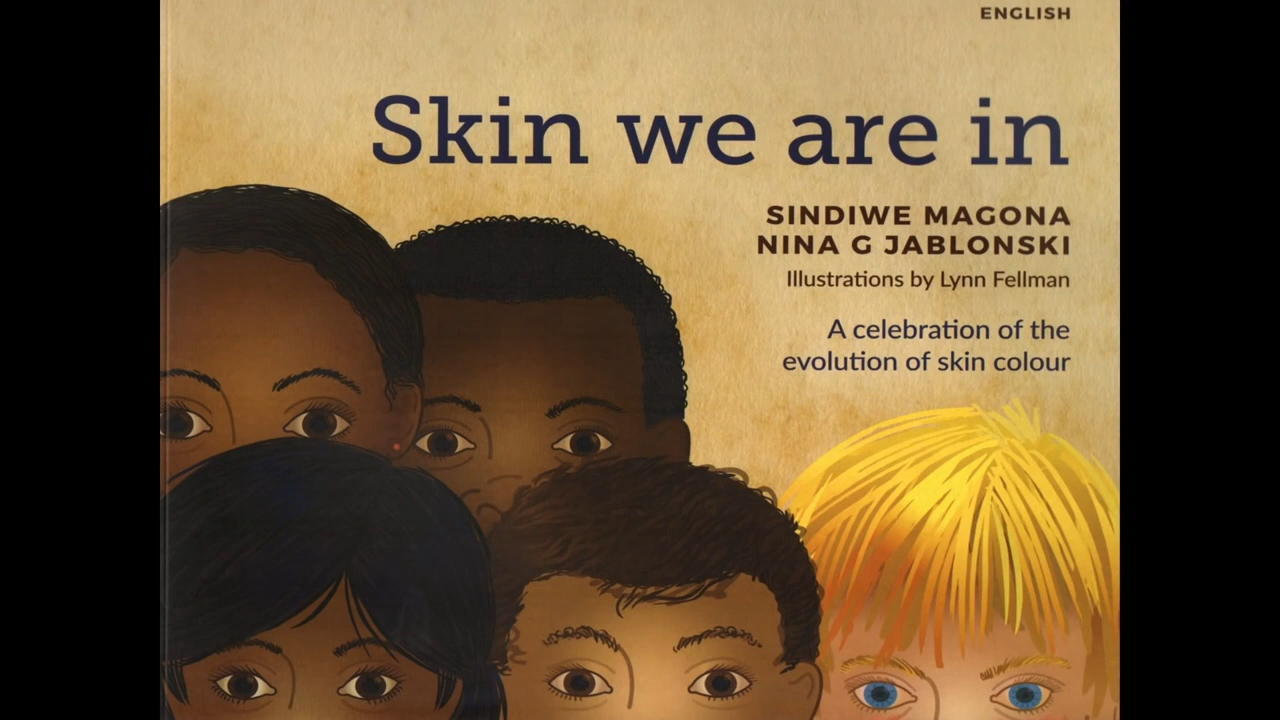 ENGLISH
Skin we are in
SINDIWE MAGONA
NINA G JABLONSKI
Illustrations by Lynn Fellman
A celebration of the
evolution of skin colour